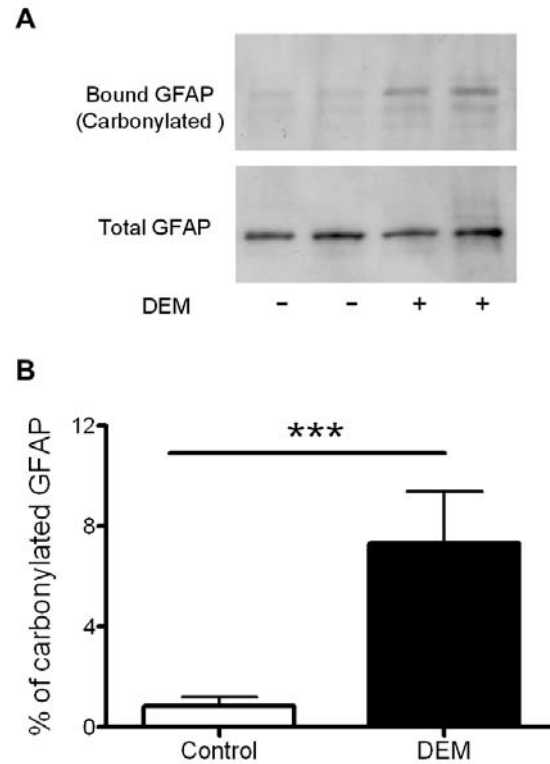 A
Bound GFAP
(Carbonylated )
Total GFAP
DEM - - + +
B
% of carbonylated GFAP
12
8
4
0
***
Control DEM